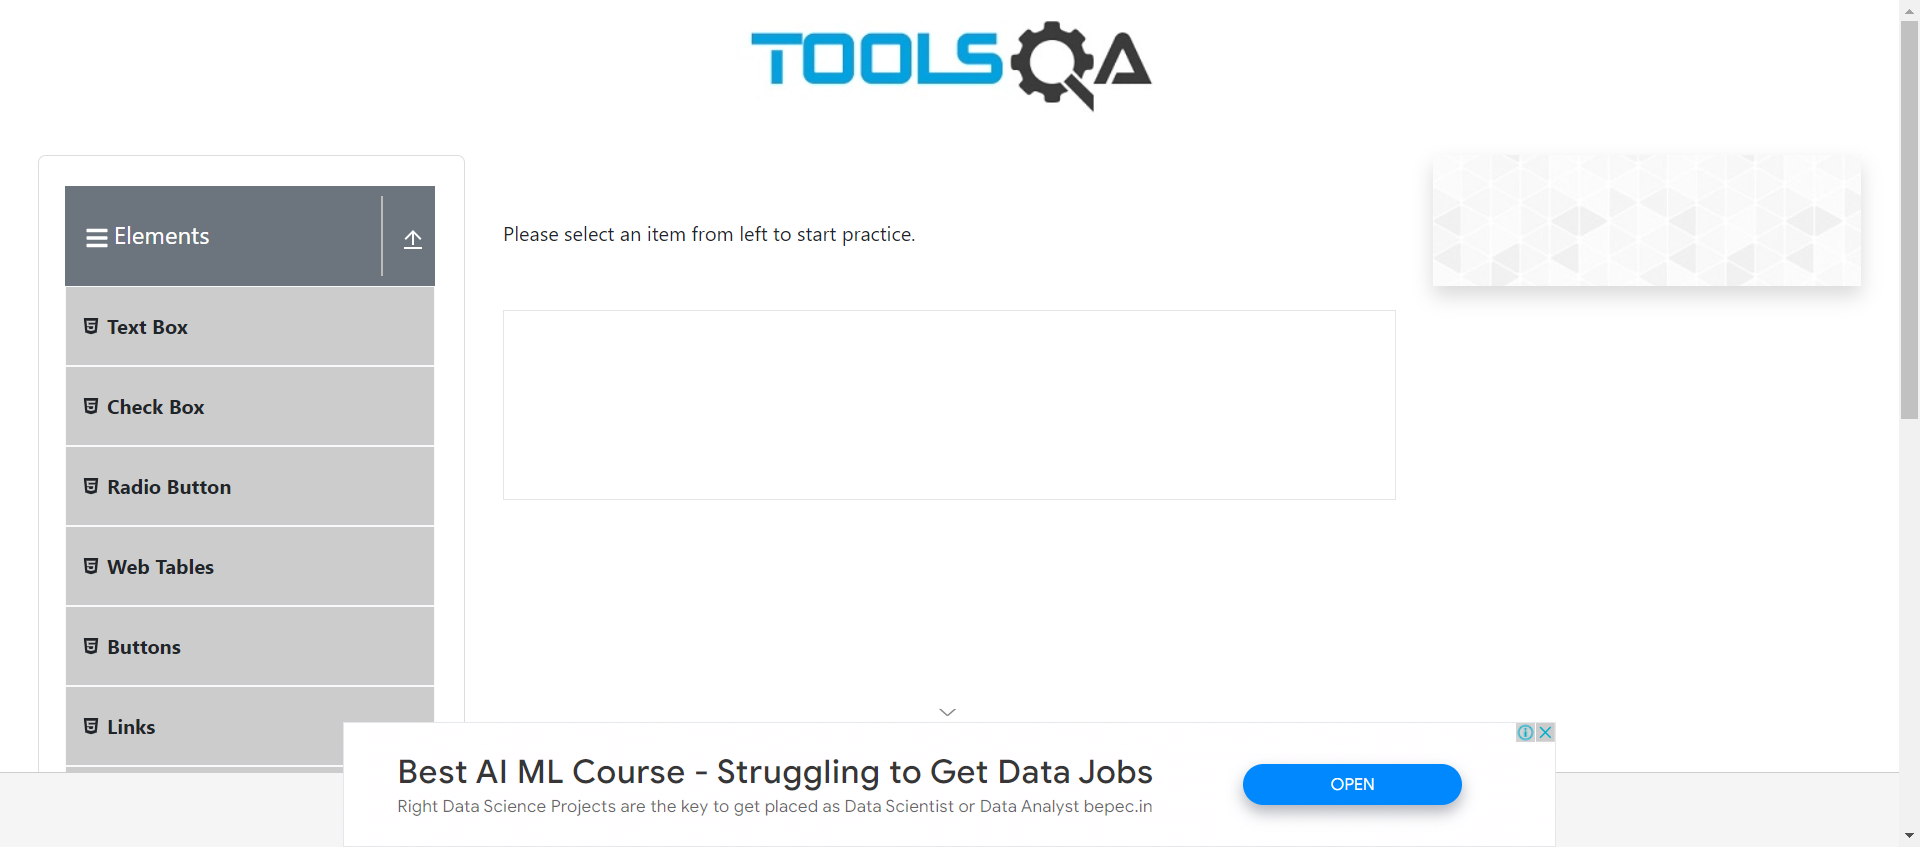 TOOLSQA
Elements
Please select an item from left to start practice.
Text Box
Check Box
Radio Button
Web Tables
Buttons
Links
Best AI ML Course - Struggling to Get Data Jobs
Right Data Science Projects are the key to get placed as Data Scientist or Data Analyst bepec.in
OPEN